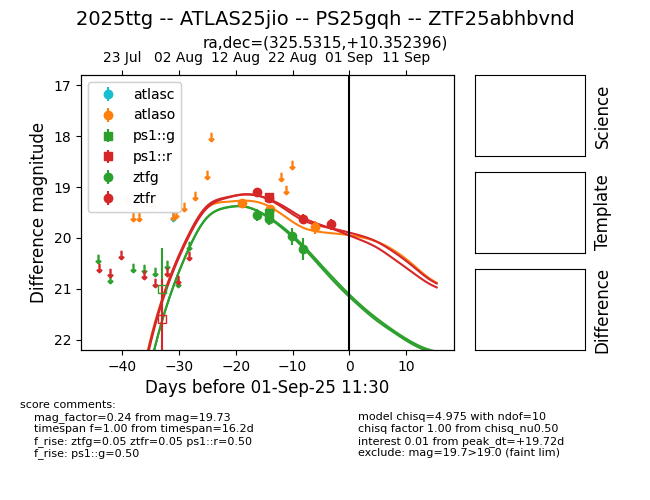 2025ttg -- ATLAS25jio -- PS25gqh -- ZTF25abhbvnd
ra,dec=(325.5315,+10.352396)
23 Jul 02 Aug 12 Aug 22 Aug 01 Sep 11 Sep
atlasc
atlaso
ps1::g
ps1::r
ztfg
ztfr
17
18
19
20
21
22
Difference magnitude
−40 −30 −20 −10 0 10
Days before 01-Sep-25 11:30
Science
Template
Difference
score comments:
mag_factor=0.24 from mag=19.73
timespan f=1.00 from timespan=16.2d
f_rise: ztfg=0.05 ztfr=0.05 ps1::r=0.50
f_rise: ps1::g=0.50
model chisq=4.975 with ndof=10
chisq factor 1.00 from chisq_nu0.50
interest 0.01 from peak_dt=+19.72d
exclude: mag=19.7>19.0 (faint lim)